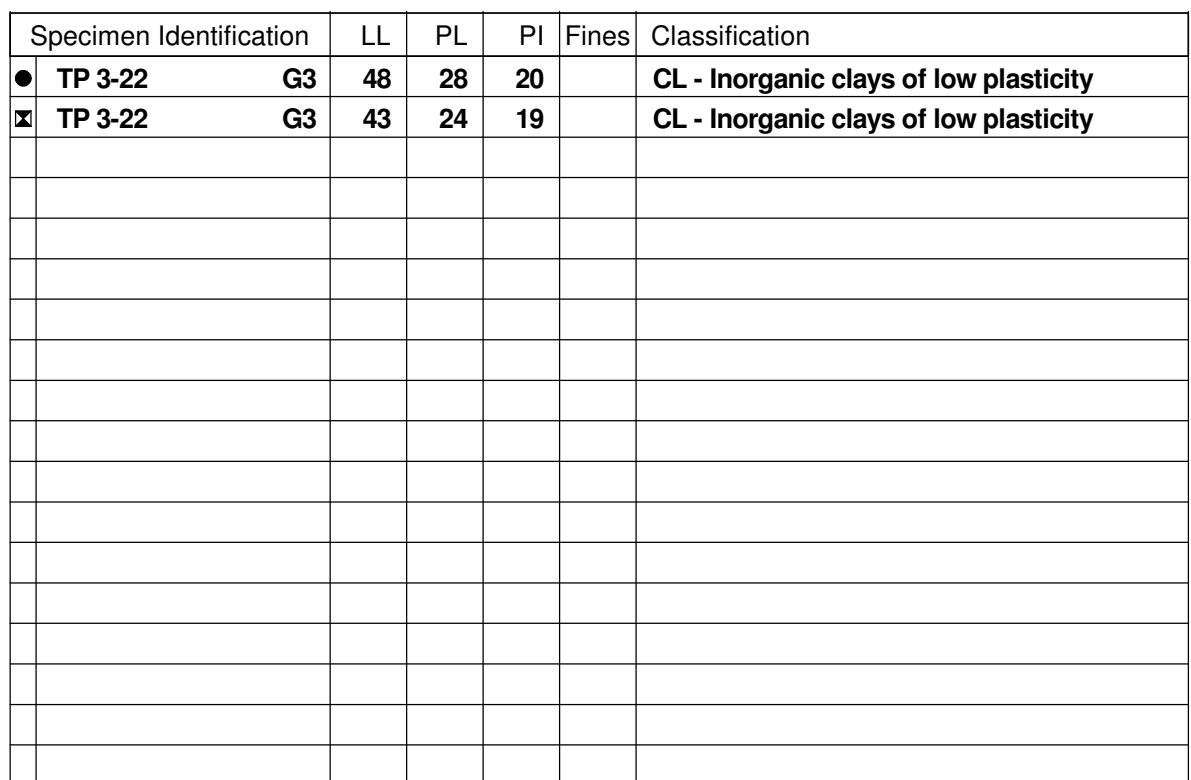 Specimen Identification LL PL PI Fines Classification
TP 3-22 G3 48 28 20 CL - Inorganic clays of low plasticity
TP 3-22 G3 43 24 19 CL - Inorganic clays of low plasticity